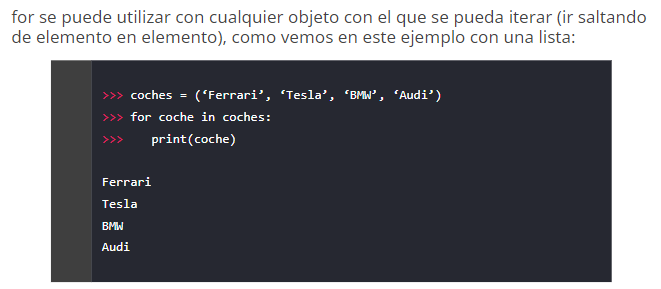 for se puede utilizar con cualquier objeto con el que se pueda iterar (ir saltando
de elemento en elemento), como vemos en este ejemplo con una lista:
>>> coches = (‘Ferrari’, ‘Tesla’, ‘BMW’, ‘Audi’)
>>> for coche in coches:
>>>    print(coche)
Ferrari
Tesla
BMW
Audi